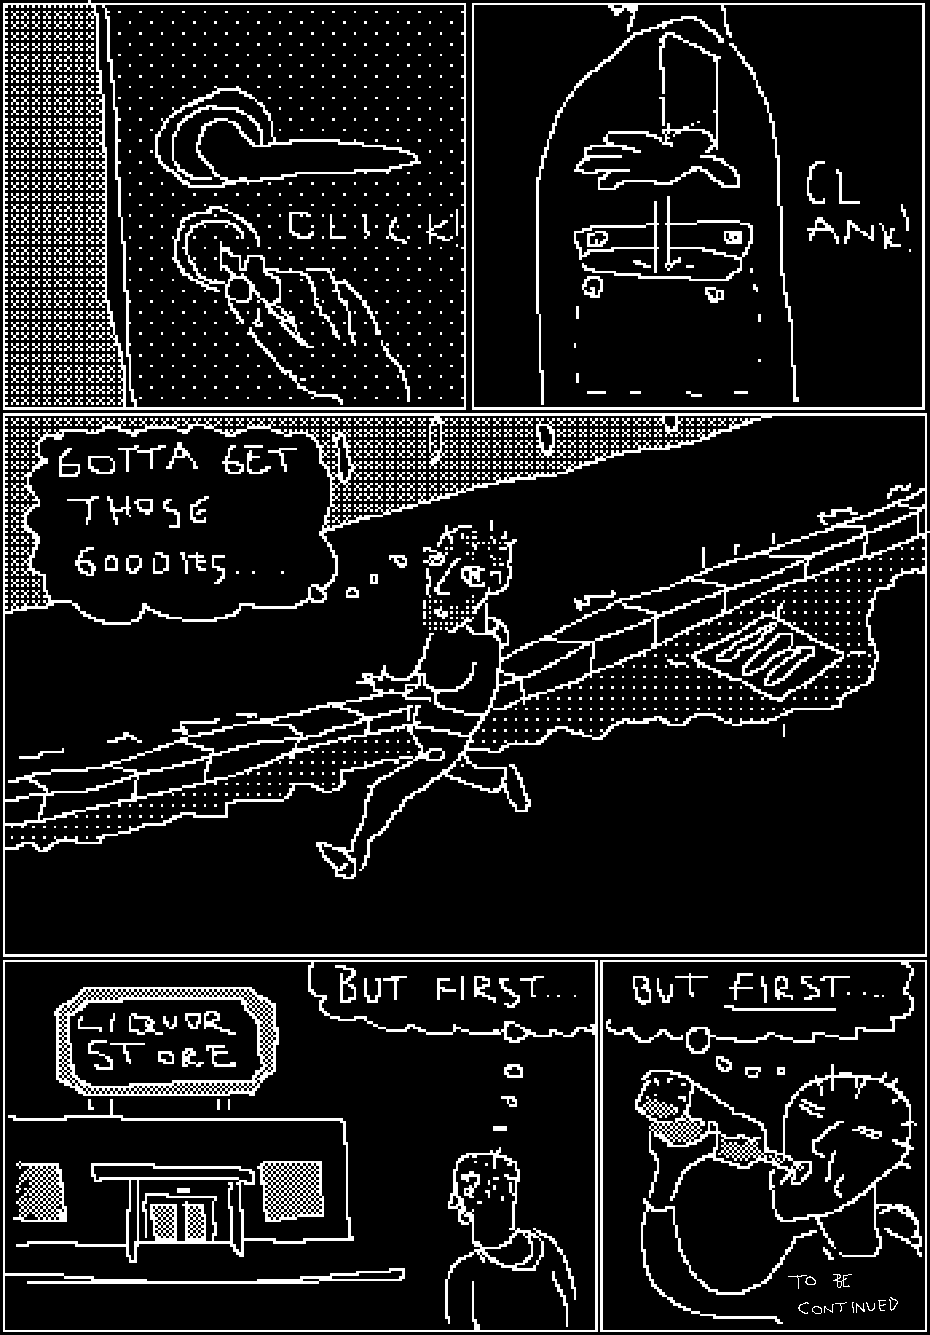 CLICK!
CL
ANK!
GOTTA GET
THOSE
GOODIES....
BUT FIRST...
LIQUOR
STORE
BUT FIRST....
TO BE
CONTINUED